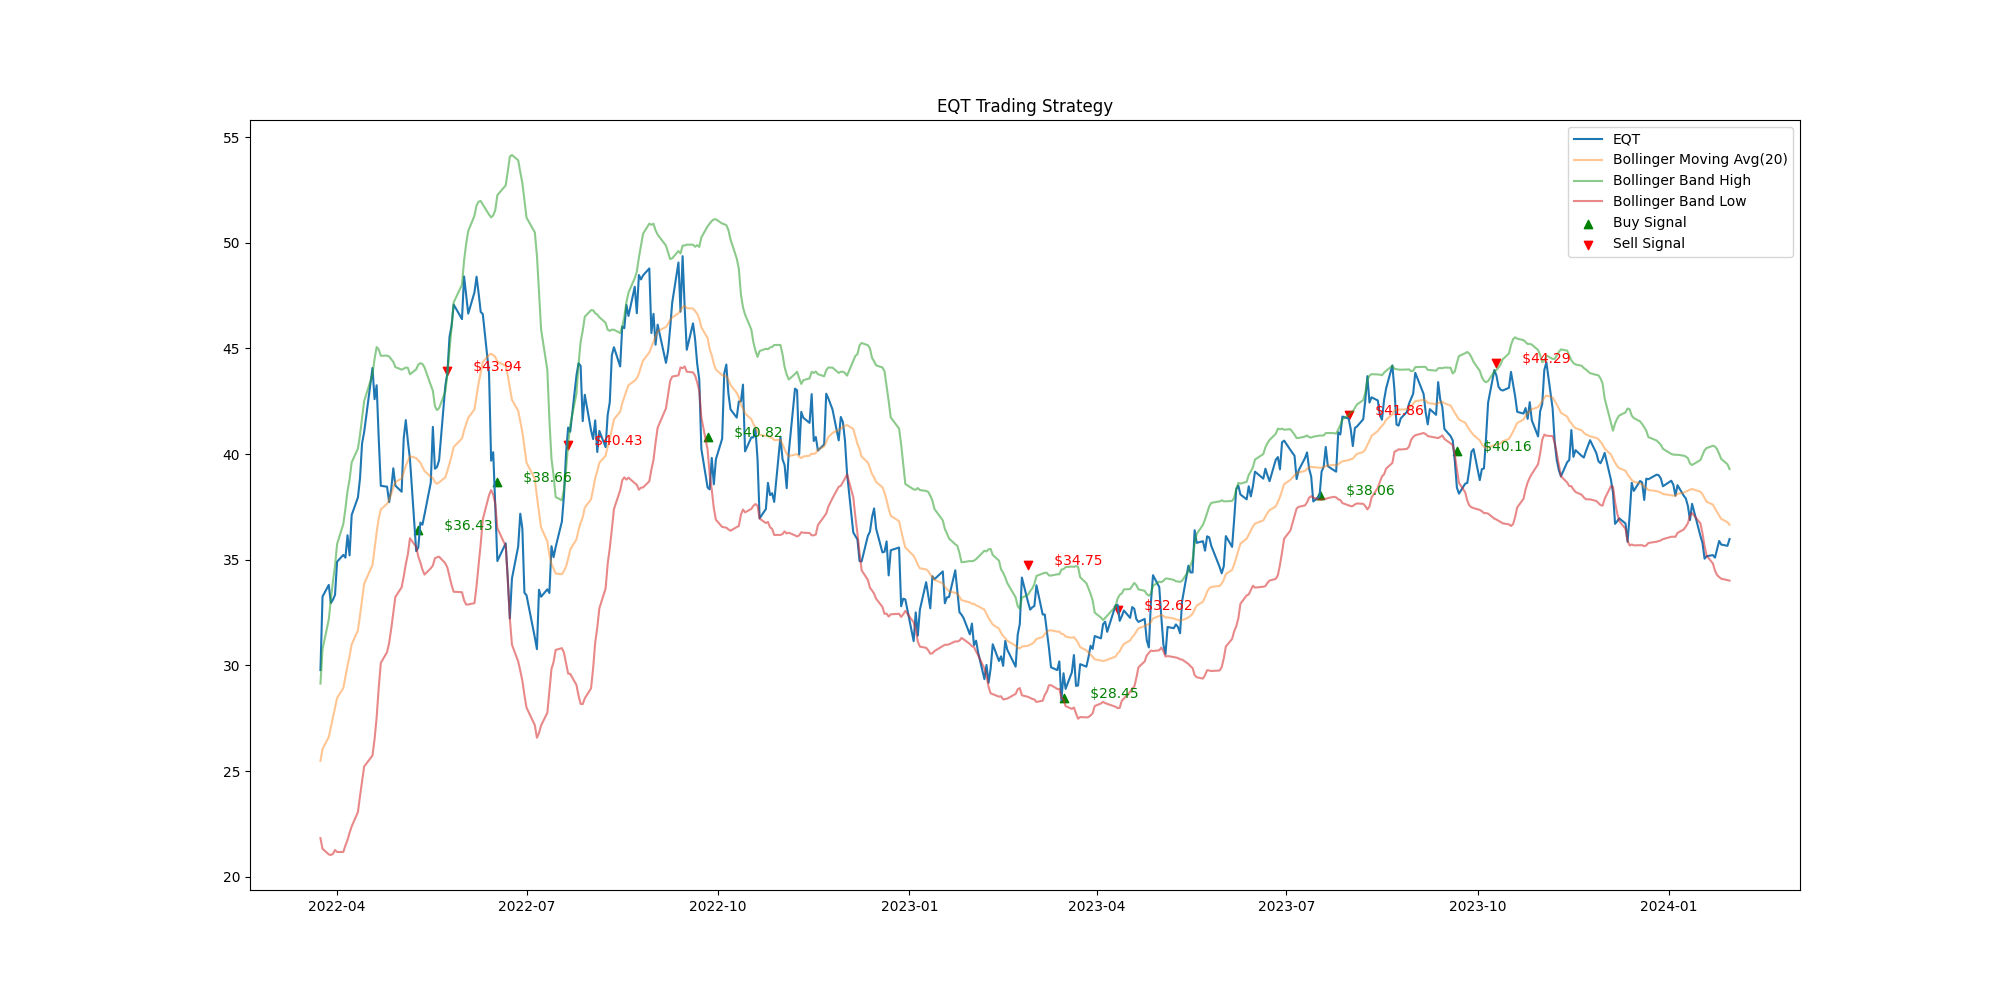 EQT Trading Strategy
55
50
45
40
35
30
25
20
EQT
Bollinger Moving Avg(20)
Bollinger Band High
Bollinger Band Low
Buy Signal
Sell Signal
$43.94
$44.29
$41.86
$40.43
$40.82
$40.16
$38.66
$38.06
$36.43
$34.75
$32.62
$28.45
2022-04 2022-07 2022-10 2023-01 2023-04 2023-07 2023-10 2024-01